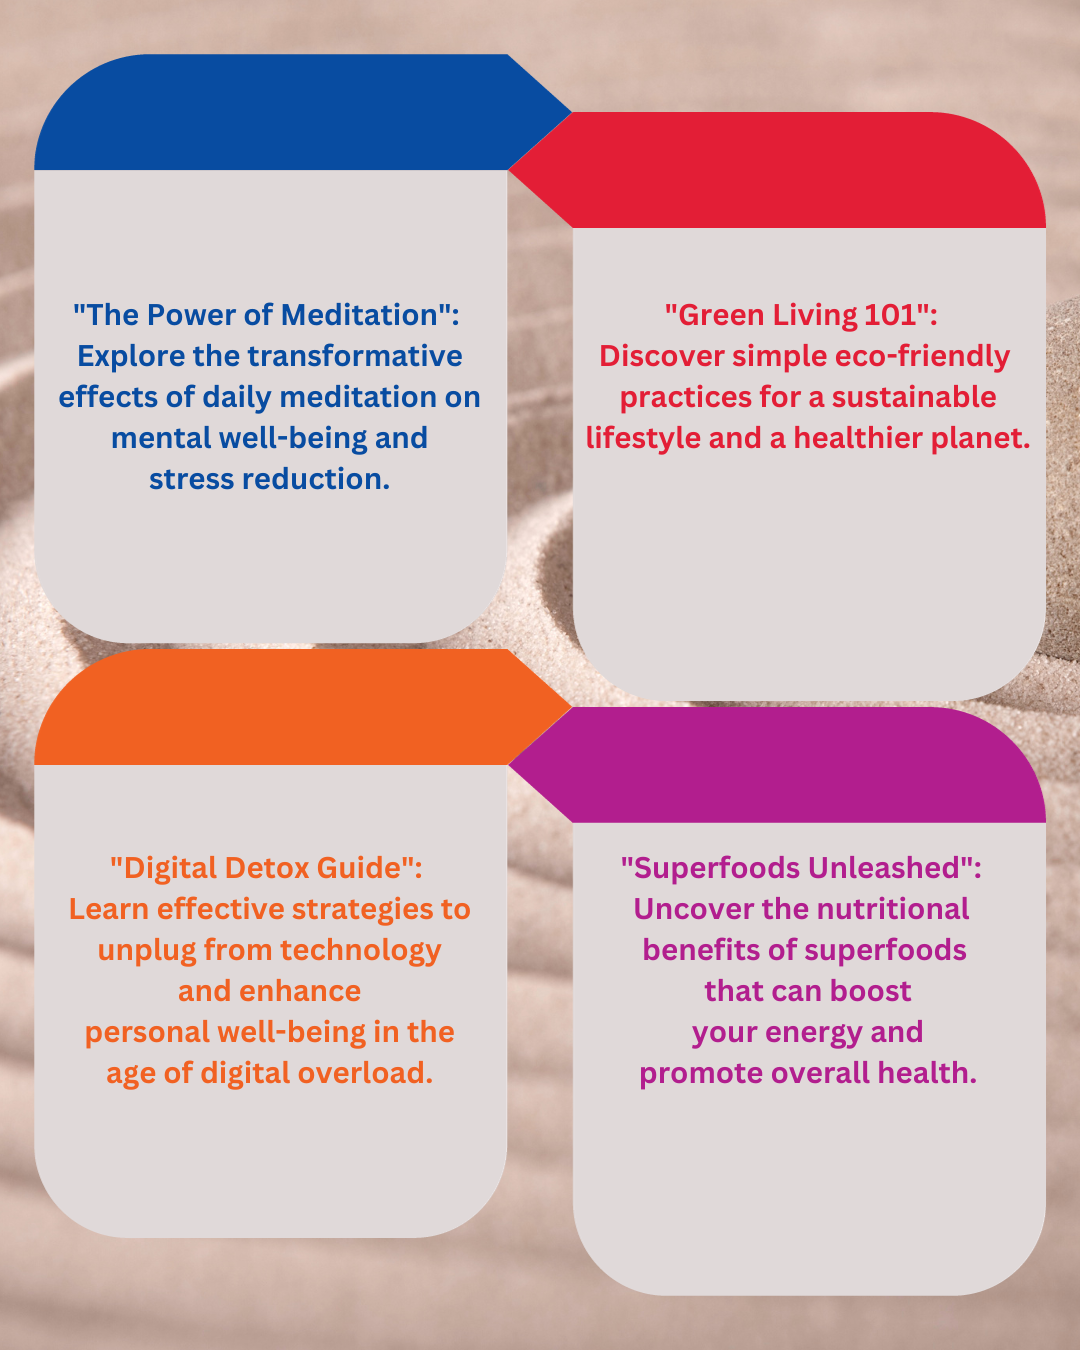 "The Power of Meditation":
Explore the transformative
effects of daily meditation on
mental well-being and
stress reduction.
"Green Living 101":
Discover simple eco-friendly
practices for a sustainable
lifestyle and a healthier planet.
"Digital Detox Guide":
Learn effective strategies to
unplug from technology
and enhance
personal well-being in the
age of digital overload.
"Superfoods Unleashed":
Uncover the nutritional
benefits of superfoods
that can boost
your energy and
promote overall health.